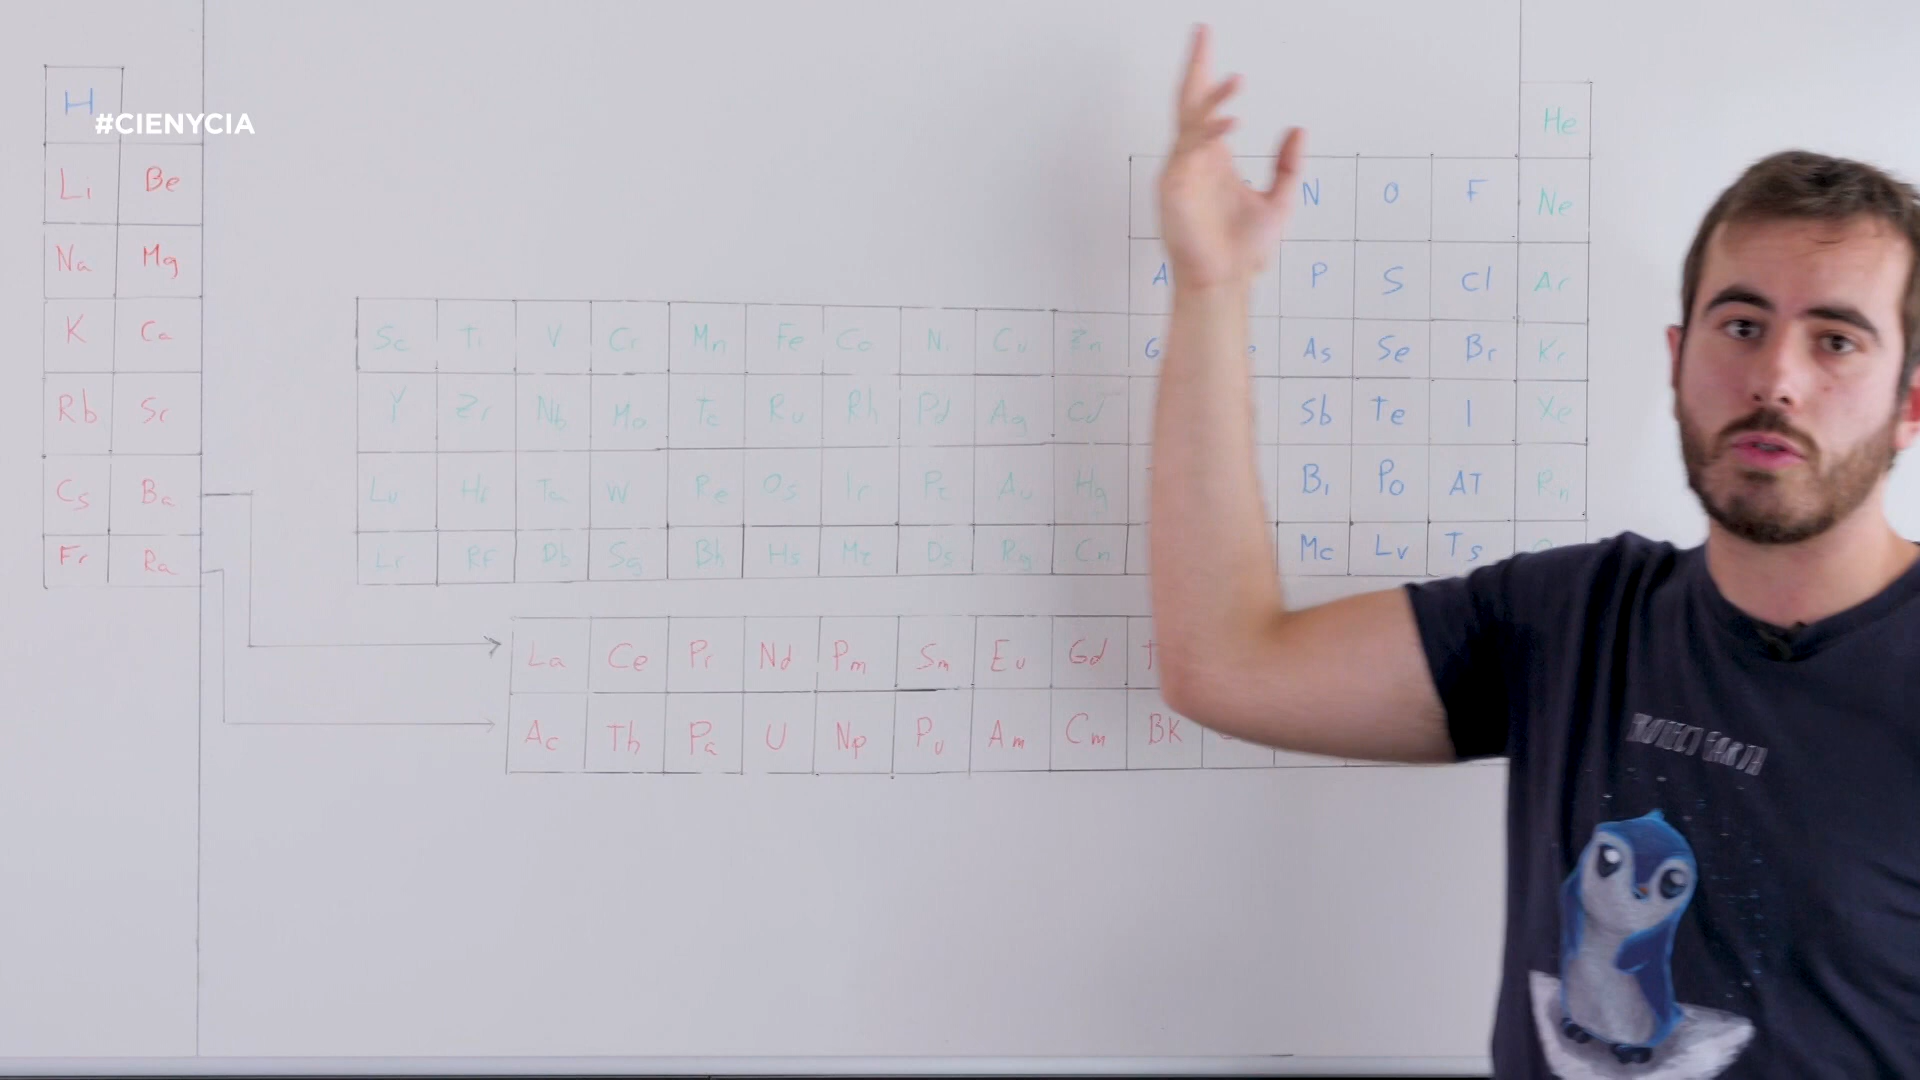 H
#CIENYCIA
He
Li Be
N O F Ne
Na Mg
A P S Cl Ar
K Ca Sc Ti V Cr Mn Fe Co Ni Cu Zn G As Se Br Kr
Rb Sr Y Zr Nb Mo Tc Ru Rh Pd Ag Cd Sb Te I Xe
Cs Ba Lu Hf Ta W Re Os Ir Pt Au Hg Bi Po AT Rn
Fr Ra Lr RF Db Sg Bh Hs Mt Ds Rg Cn Mc Lv Ts
La Ce Pr Nd Pm Sm Eu Gd
Ac Th Pa U Np Pu Am Cm BK
PROTECT EARTH